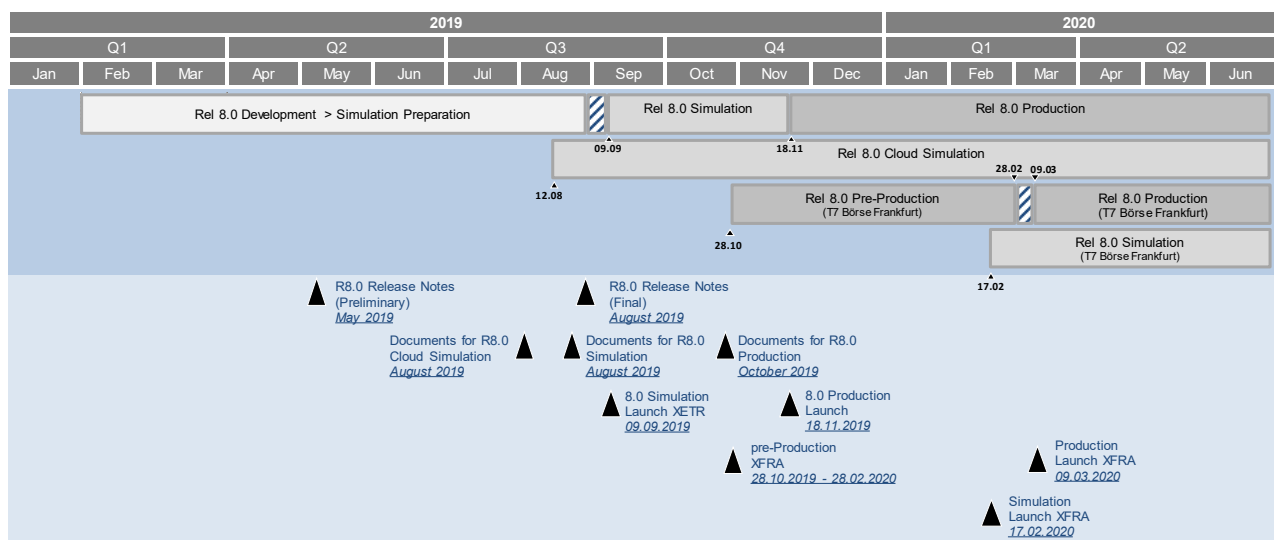 2019 2020
Q1 Q2 Q3 Q4 Q1 Q2
Jan Feb Mar Apr May Jun Jul Aug Sep Oct Nov Dec Jan Feb Mar Apr May Jun
Rel 8.0 Development > Simulation Preparation
Rel 8.0 Simulation
Rel 8.0 Production
09.09
18.11
Rel 8.0 Cloud Simulation
12.08
28.02 09.03
Rel 8.0 Pre-Production
(T7 Börse Frankfurt)
Rel 8.0 Production
(T7 Börse Frankfurt)
28.10
Rel 8.0 Simulation
(T7 Börse Frankfurt)
17.02
R8.0 Release Notes
(Preliminary)
May 2019
R8.0 Release Notes
(Final)
August 2019
Documents for R8.0
Cloud Simulation
August 2019
Documents for R8.0
Simulation
August 2019
Documents for R8.0
Production
October 2019
8.0 Simulation
Launch XETR
09.09.2019
8.0 Production
Launch
18.11.2019
pre-Production
XFRA
28.10.2019 - 28.02.2020
Production
Launch XFRA
09.03.2020
Simulation
Launch XFRA
17.02.2020